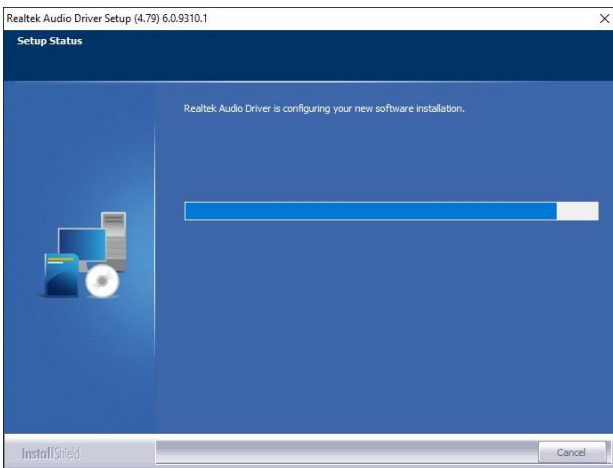 Realtek Audio Driver Setup (4.79) 6.0.9310.1
Setup Status
Realtek Audio Driver is configuring your new software installation.
InstallShield
Cancel